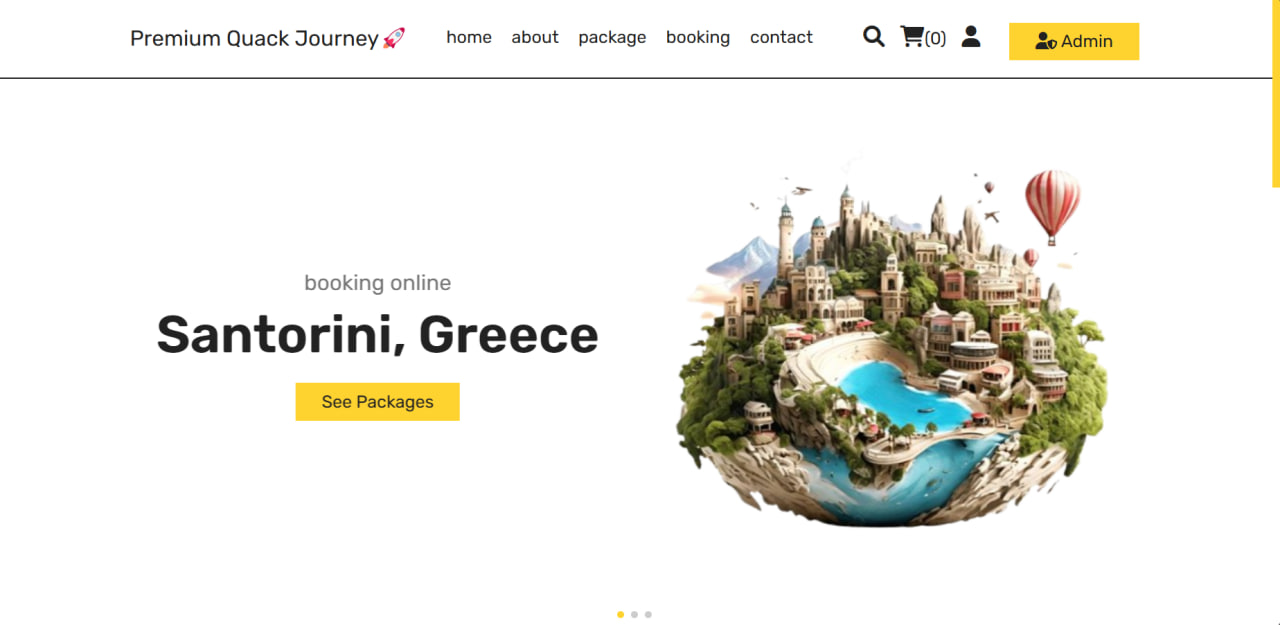 Premium Quack Journey🚀 home about package booking contact (0) Admin
booking online
Santorini, Greece
See Packages